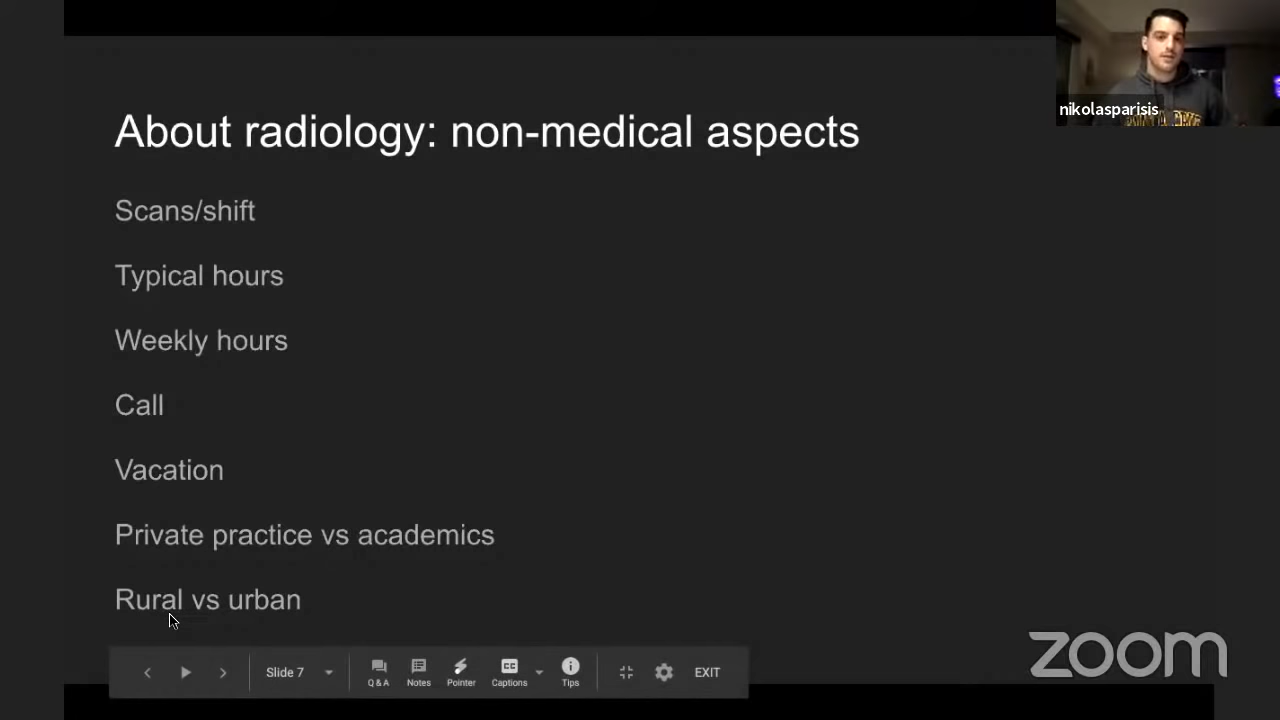 About radiology: non-medical aspects
nikolasparisis
Scans/shift
Typical hours
Weekly hours
Call
Vacation
Private practice vs academics
Rural vs urban
Slide 7
Q & A
Notes
Pointer
CC
Captions
Tips
EXIT
zoom